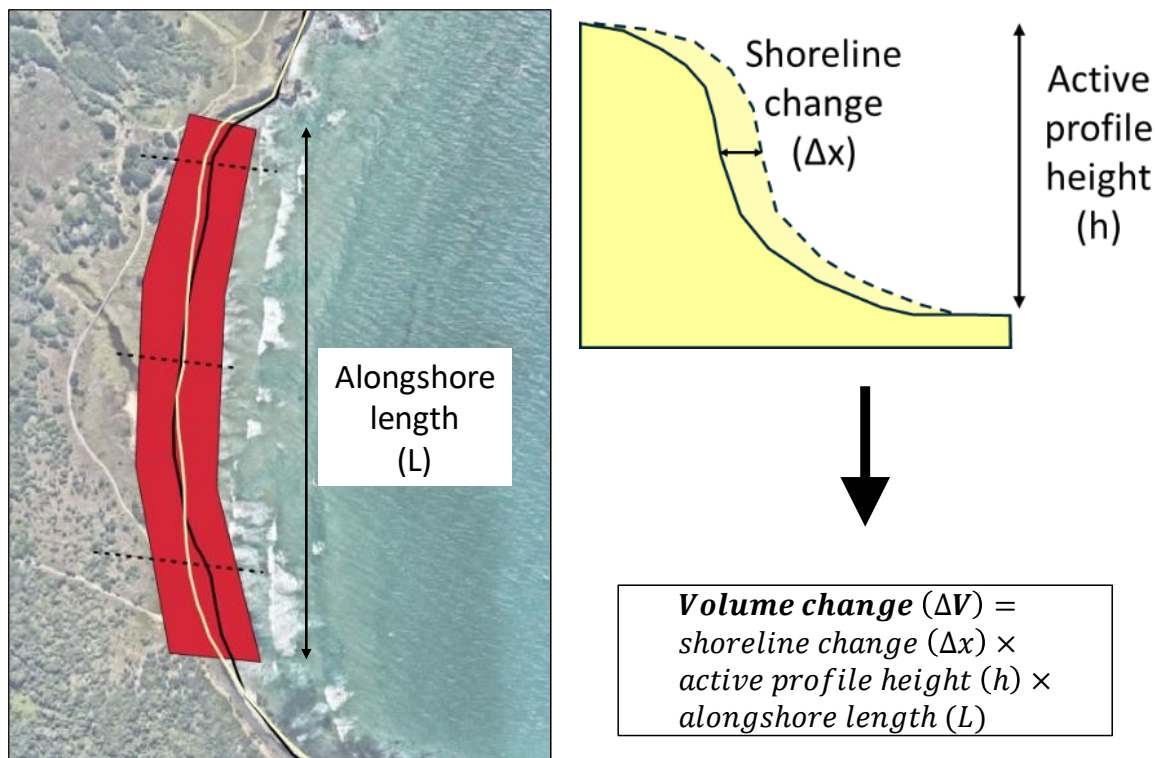 Alongshore
length
(L)
Shoreline
change
(Δx)
Active
profile
height
(h)
Volume change (ΔV) =
shoreline change (Δx) ×
active profile height (h) ×
alongshore length (L)